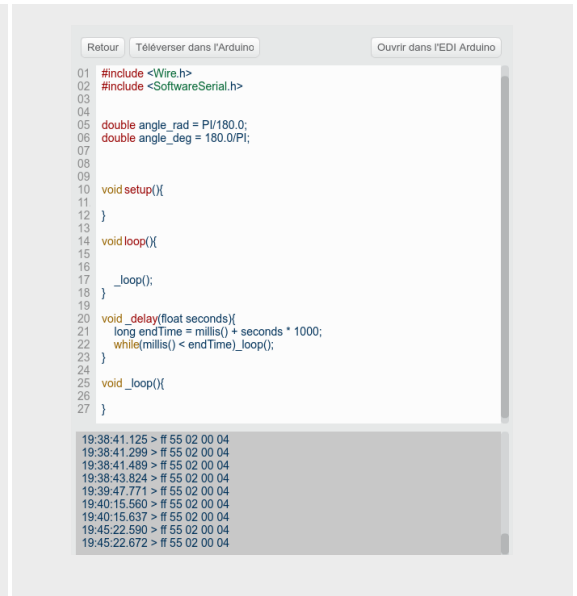 Retour Téléverser dans l'Arduino Ouvrir dans l'EDI Arduino
01 #include <Wire.h>
02 #include <SoftwareSerial.h>
03
04
05 double angle_rad = PI/180.0;
06 double angle_deg = 180.0/PI;
07
08
09
10 void setup(){
11
12 }
13
14 void loop(){
15
16
17 _loop();
18 }
19
20 void _delay(float seconds){
21 long endTime = millis() + seconds * 1000;
22 while(millis() < endTime)_loop();
23 }
24
25 void _loop(){
26
27 }
19:38:41.125 > ff 55 02 00 04
19:38:41.299 > ff 55 02 00 04
19:38:41.489 > ff 55 02 00 04
19:38:43.824 > ff 55 02 00 04
19:39:47.771 > ff 55 02 00 04
19:40:15.560 > ff 55 02 00 04
19:40:15.637 > ff 55 02 00 04
19:45:22.590 > ff 55 02 00 04
19:45:22.672 > ff 55 02 00 04